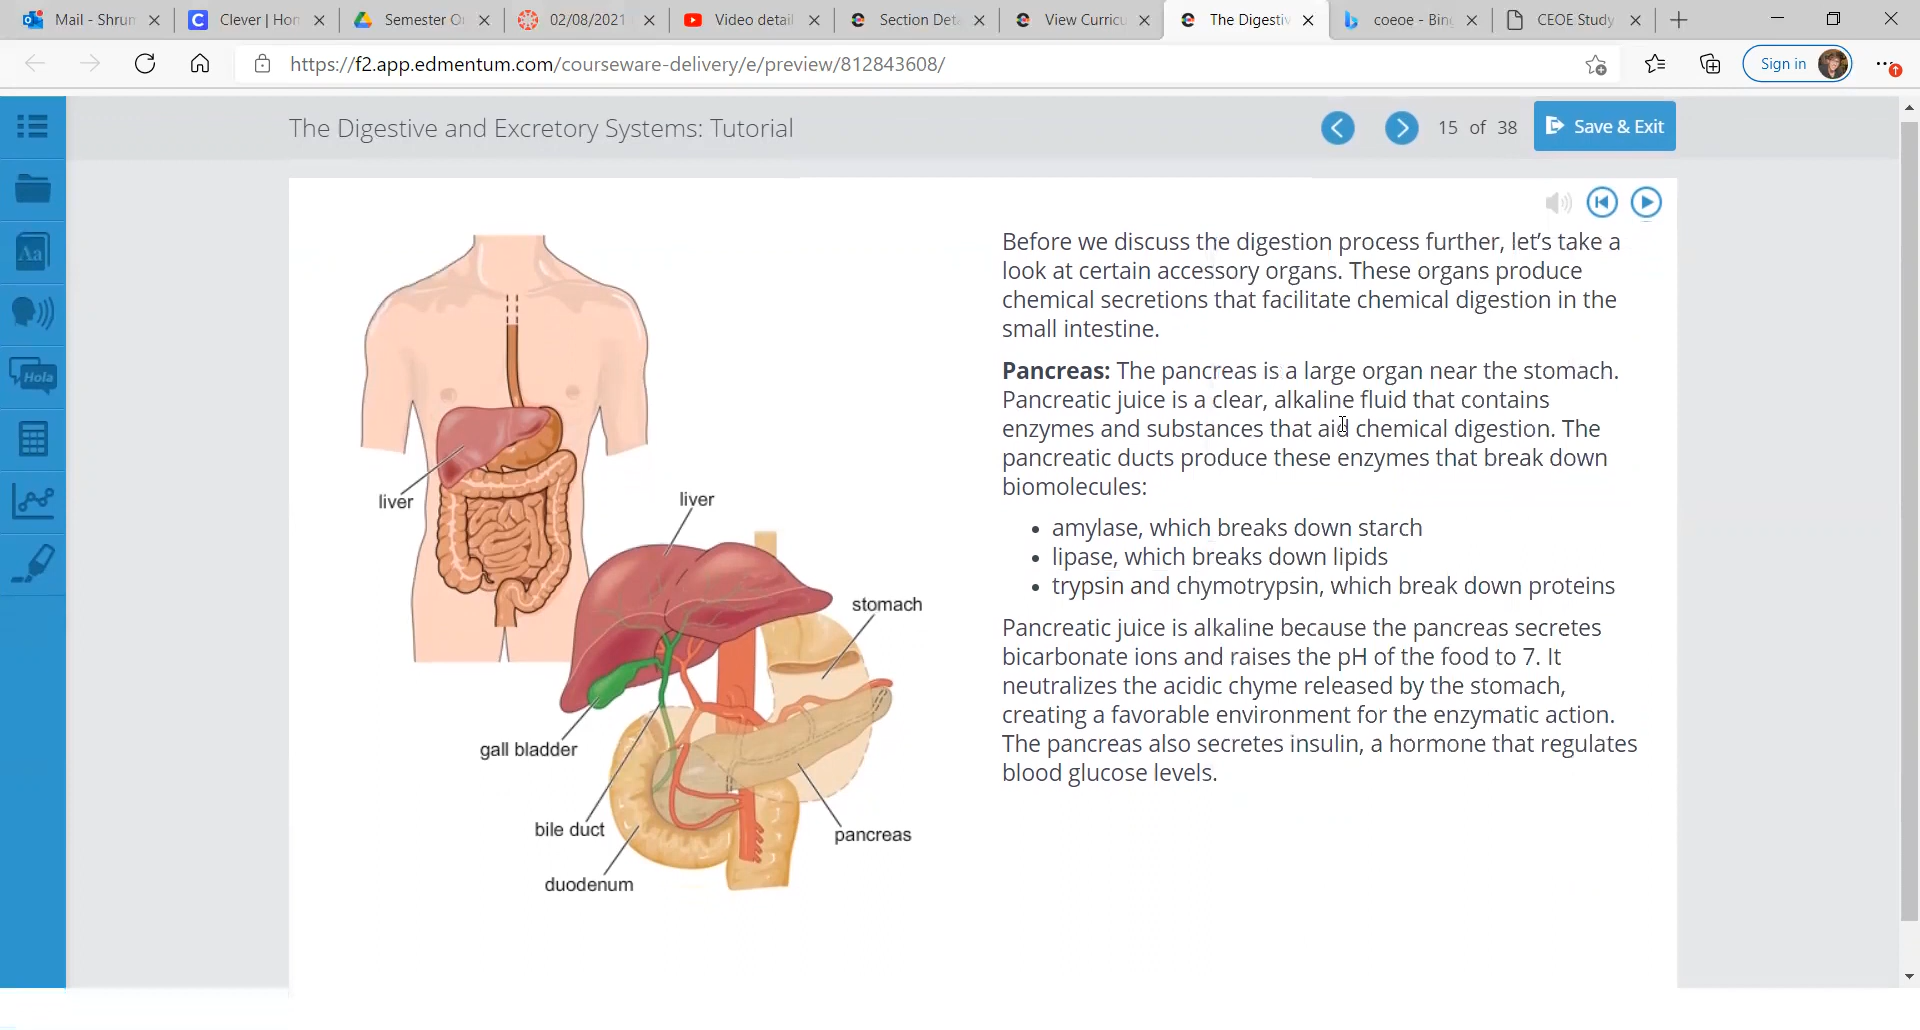 Mail - Shrun
Clever | Hon
Semester O
02/08/2021
Video detail
Section Det
View Curricu
The Digestiv
coeoe - Bing
CEOE Study
https://f2.app.edmentum.com/courseware-delivery/e/preview/812843608/
Sign in
The Digestive and Excretory Systems: Tutorial
15 of 38
Save & Exit
Aa
Hola
Before we discuss the digestion process further, let’s take a
look at certain accessory organs. These organs produce
chemical secretions that facilitate chemical digestion in the
small intestine.
Pancreas: The pancreas is a large organ near the stomach.
Pancreatic juice is a clear, alkaline fluid that contains
enzymes and substances that aid chemical digestion. The
pancreatic ducts produce these enzymes that break down
biomolecules:
• amylase, which breaks down starch
• lipase, which breaks down lipids
• trypsin and chymotrypsin, which break down proteins
Pancreatic juice is alkaline because the pancreas secretes
bicarbonate ions and raises the pH of the food to 7. It
neutralizes the acidic chyme released by the stomach,
creating a favorable environment for the enzymatic action.
The pancreas also secretes insulin, a hormone that regulates
blood glucose levels.
liver
liver
stomach
gall bladder
bile duct
pancreas
duodenum